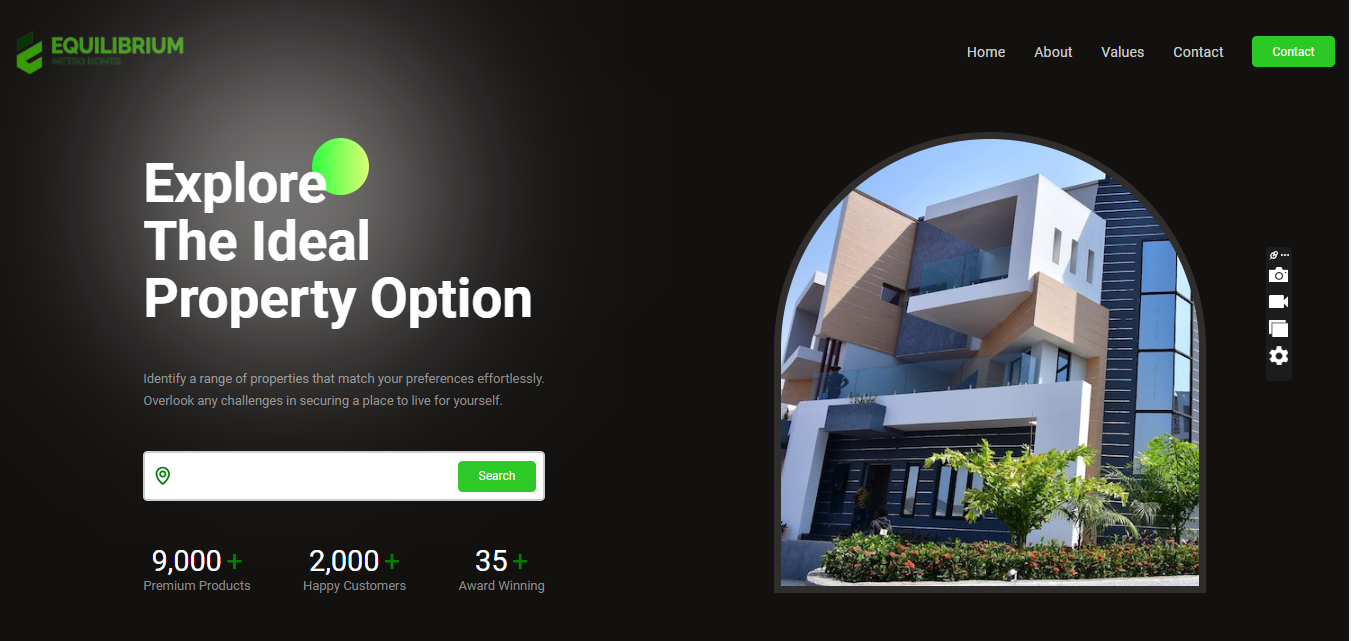 EQUILIBRIUM
METRO HOMES
Home About Values Contact Contact
Explore
The Ideal
Property Option
Identify a range of properties that match your preferences effortlessly.
Overlook any challenges in securing a place to live for yourself.
Search
9,000 + 2,000 + 35 +
Premium Products Happy Customers Award Winning